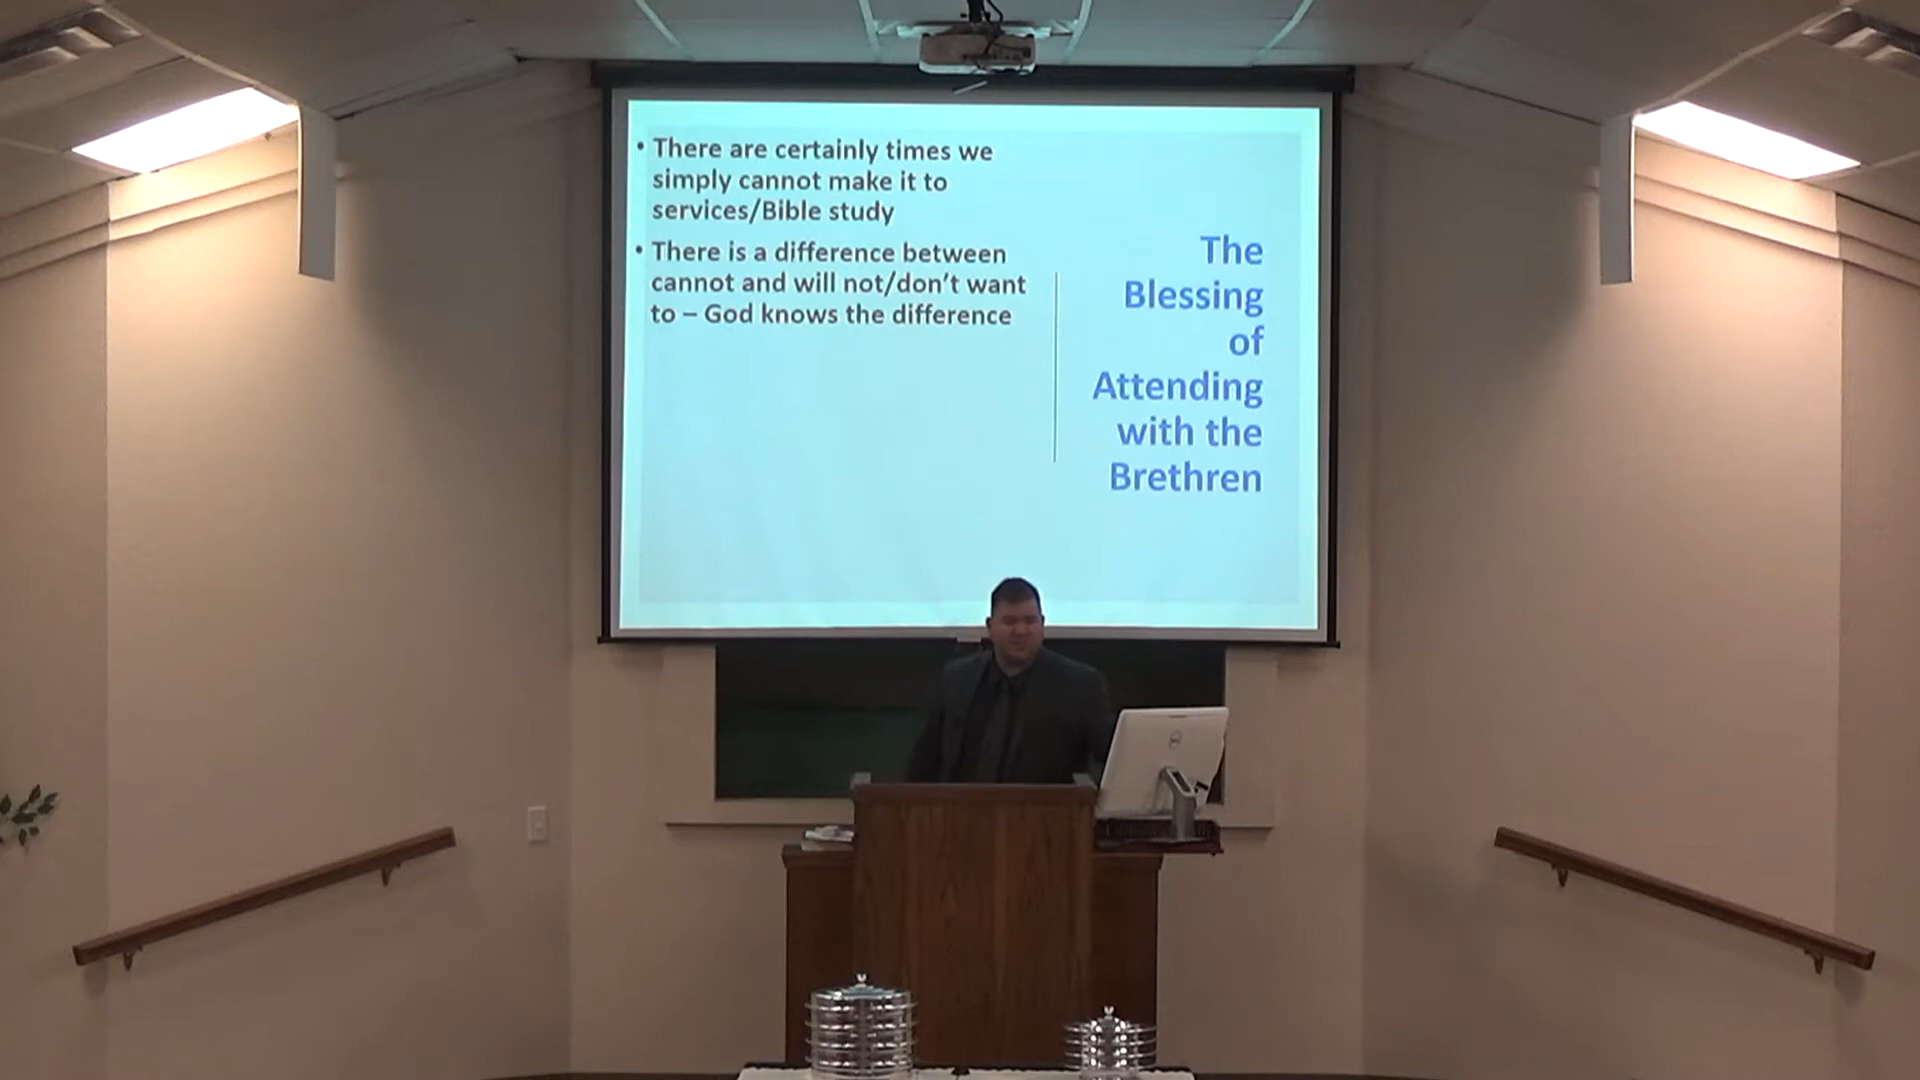 • There are certainly times we
simply cannot make it to
services/Bible study
• There is a difference between
cannot and will not/don't want
to – God knows the difference
The
Blessing
of
Attending
with the
Brethren